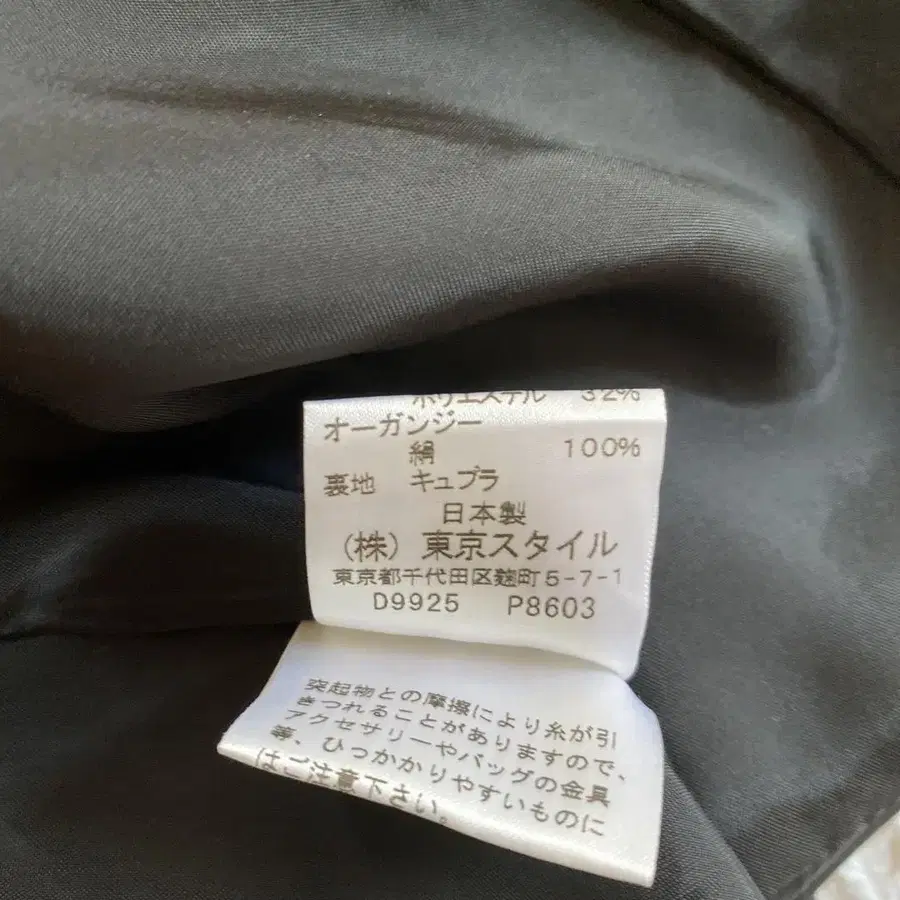 ポリエステル 32%
オーガンジー
絹 100%
裏地 キュプラ
日本製
(株) 東京スタイル
東京都千代田区麹町5-7-1
D9925 P8603
突起物との摩擦により糸が引
きつれることがありますので、
アクセサリーやバッグの金具
等、ひっかかりやすいものに
はご注意下さい。